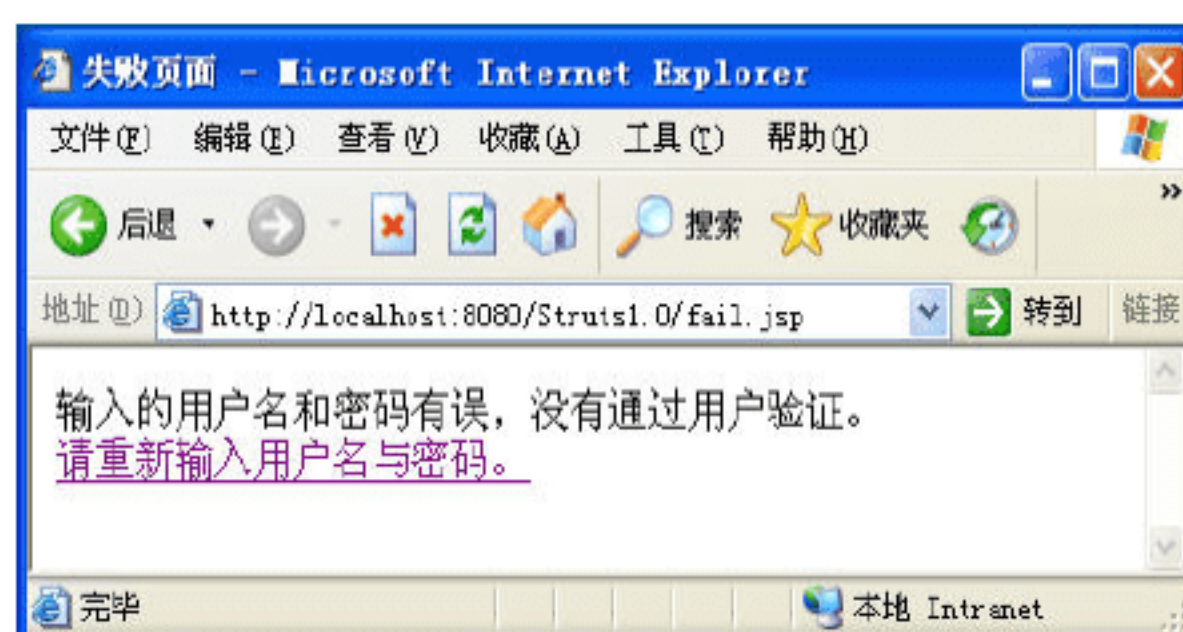 失败页面 - Microsoft Internet Explorer
文件(F) 编辑(E) 查看(V) 收藏(A) 工具(T) 帮助(H)
后退 搜索 收藏夹 »
地址(D) http://localhost:8080/Struts1.0/fail.jsp 转到 链接
输入的用户名和密码有误，没有通过用户验证。
请重新输入用户名与密码。
完毕 本地 Intranet